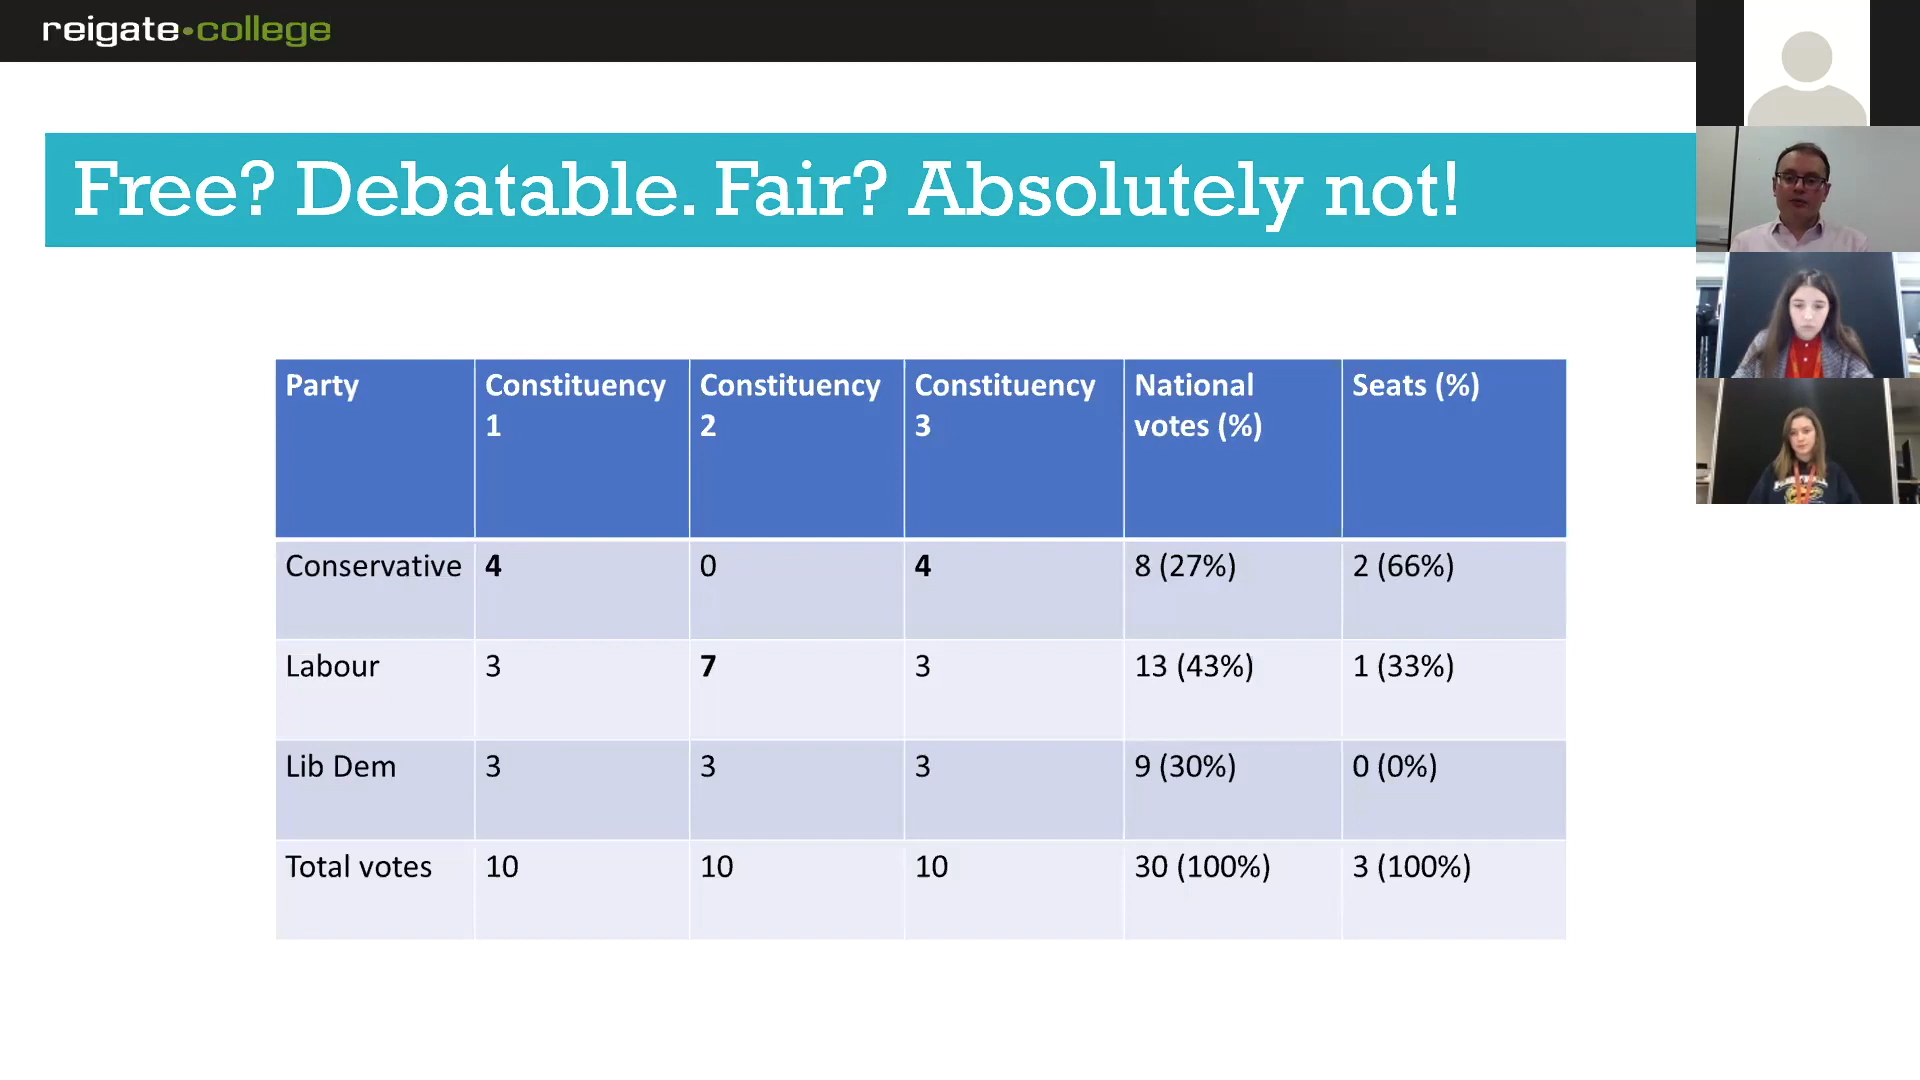 reigate•college
Free? Debatable. Fair? Absolutely not!
Party Constituency 1 Constituency 2 Constituency 3 National votes (%) Seats (%)
Conservative 4 0 4 8 (27%) 2 (66%)
Labour 3 7 3 13 (43%) 1 (33%)
Lib Dem 3 3 3 9 (30%) 0 (0%)
Total votes 10 10 10 30 (100%) 3 (100%)